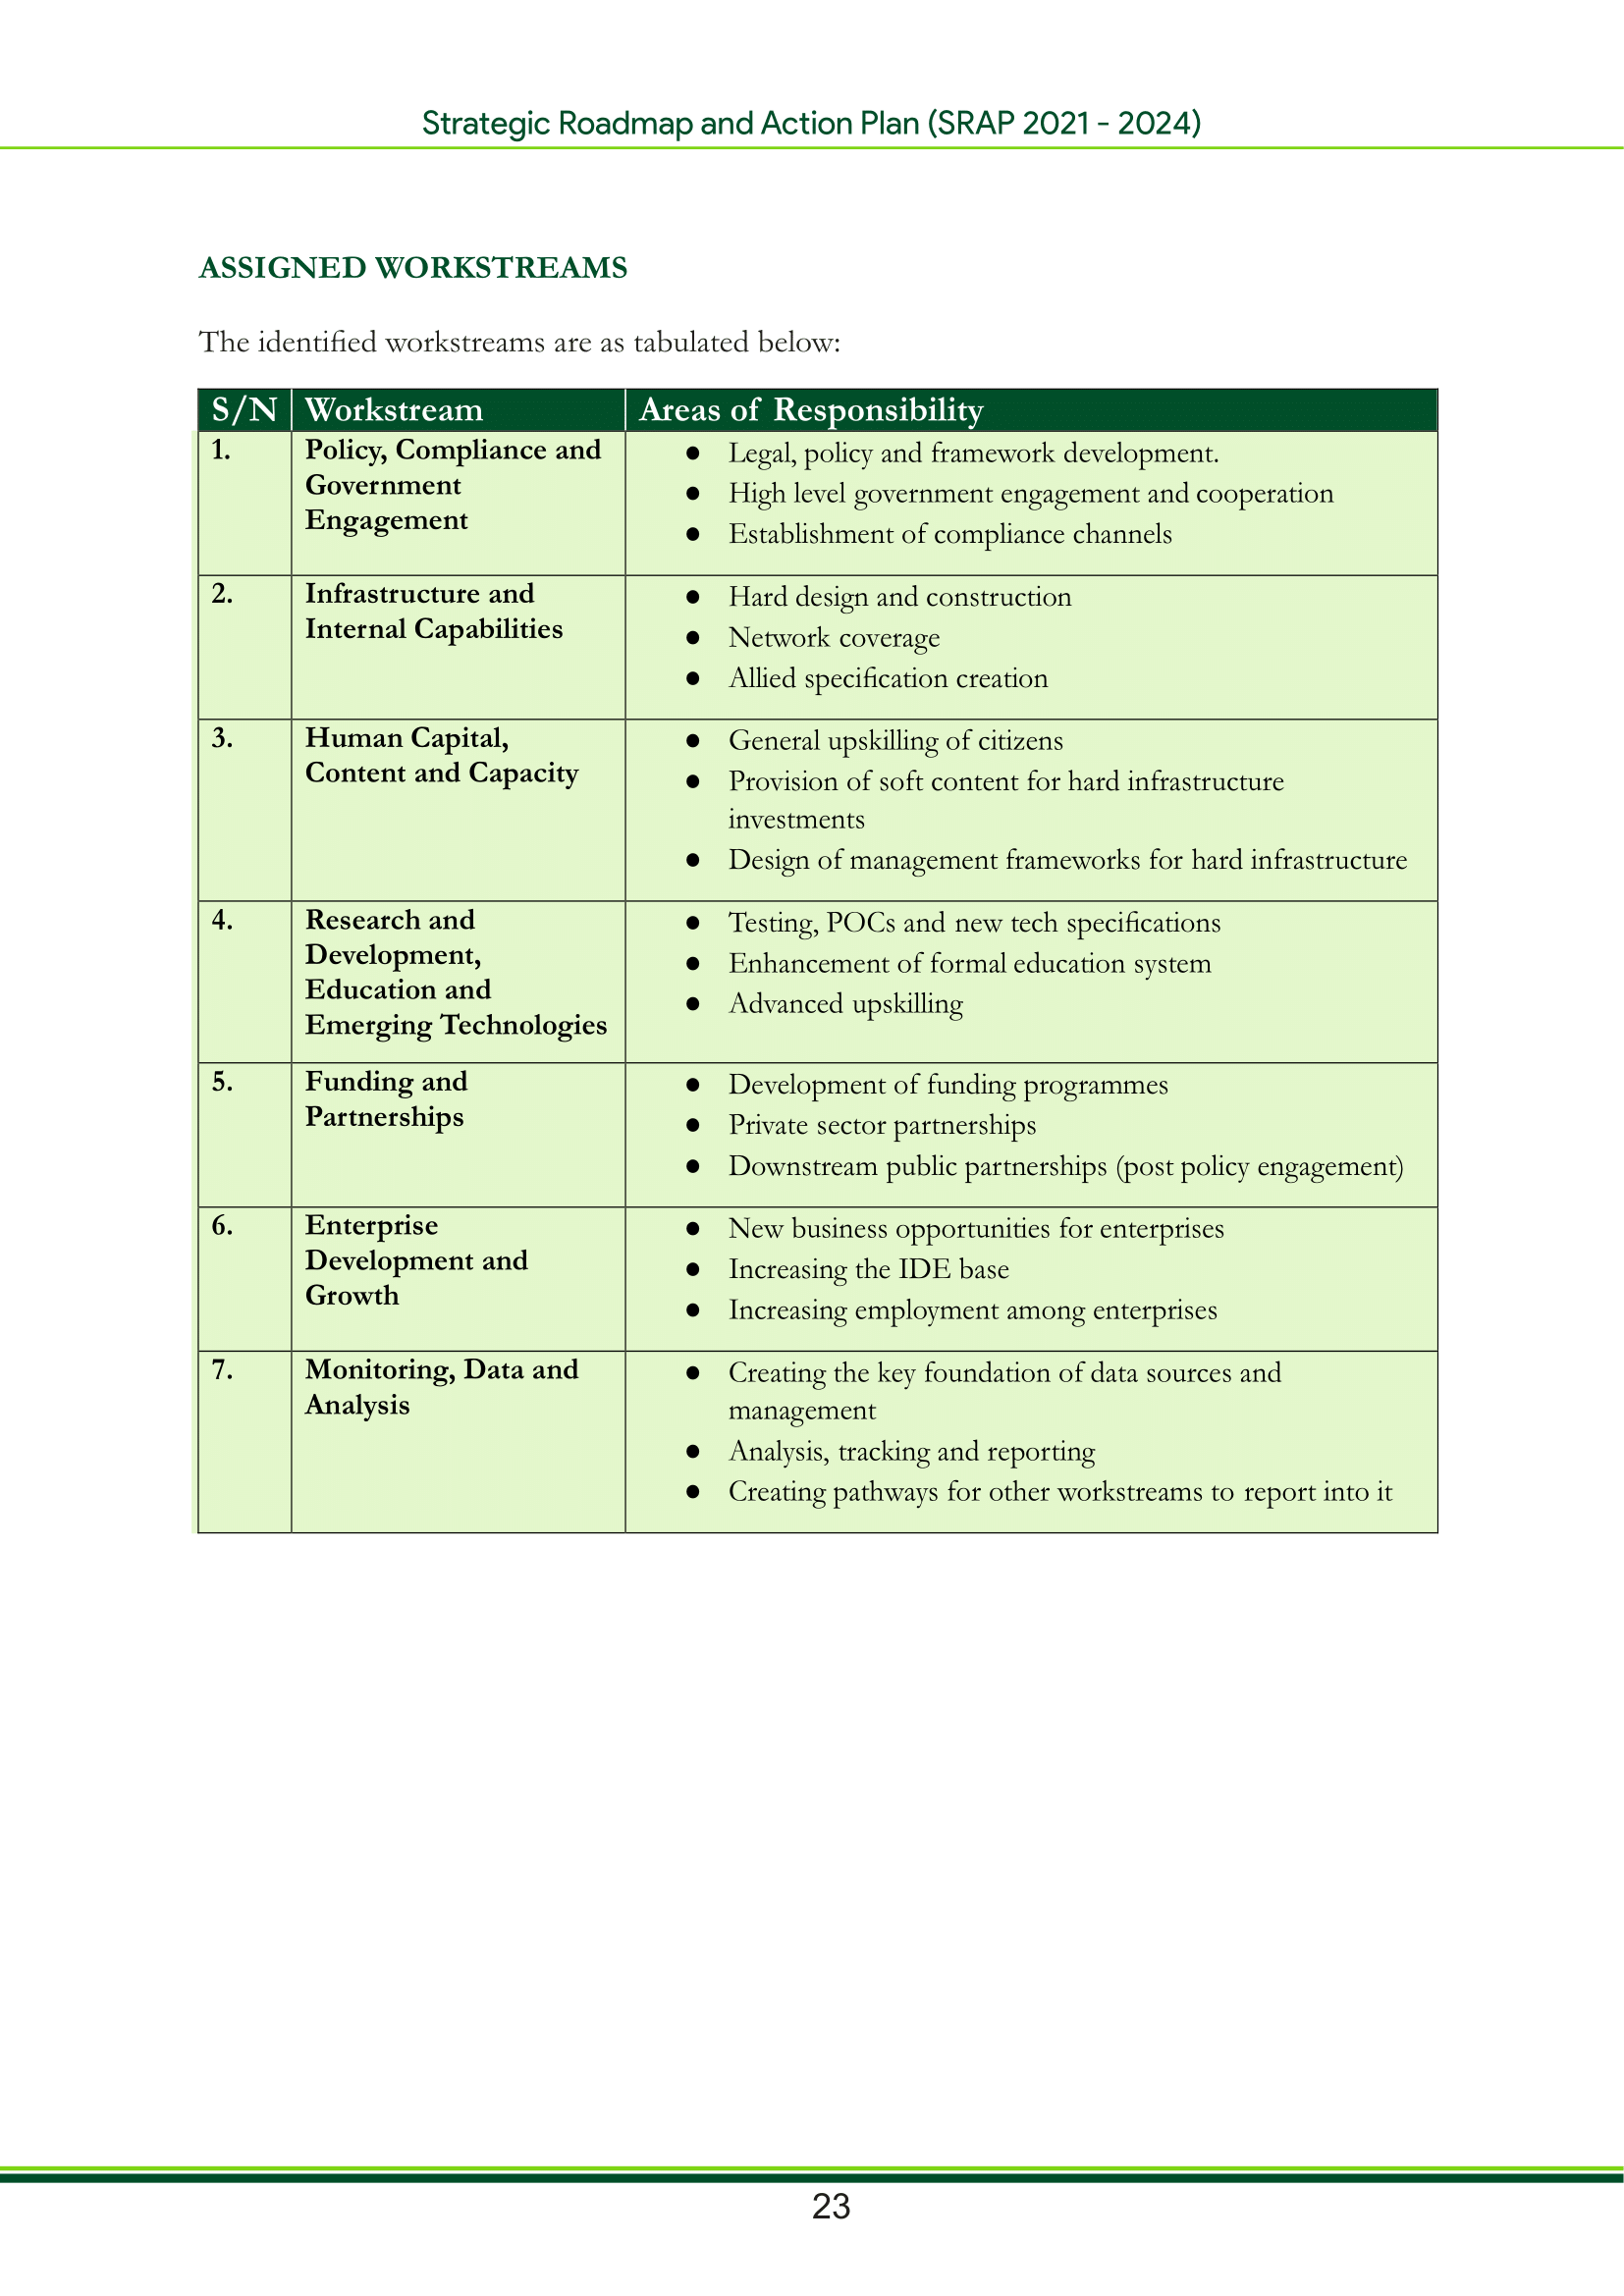 Strategic Roadmap and Action Plan (SRAP 2021 - 2024)
ASSIGNED WORKSTREAMS
The identified workstreams are as tabulated below:
S/N Workstream Areas of Responsibility
1. Policy, Compliance and
Government
Engagement
● Legal, policy and framework development.
● High level government engagement and cooperation
● Establishment of compliance channels
2. Infrastructure and
Internal Capabilities
● Hard design and construction
● Network coverage
● Allied specification creation
3. Human Capital,
Content and Capacity
● General upskilling of citizens
● Provision of soft content for hard infrastructure
investments
● Design of management frameworks for hard infrastructure
4. Research and
Development,
Education and
Emerging Technologies
● Testing, POCs and new tech specifications
● Enhancement of formal education system
● Advanced upskilling
5. Funding and
Partnerships
● Development of funding programmes
● Private sector partnerships
● Downstream public partnerships (post policy engagement)
6. Enterprise
Development and
Growth
● New business opportunities for enterprises
● Increasing the IDE base
● Increasing employment among enterprises
7. Monitoring, Data and
Analysis
● Creating the key foundation of data sources and
management
● Analysis, tracking and reporting
● Creating pathways for other workstreams to report into it
23